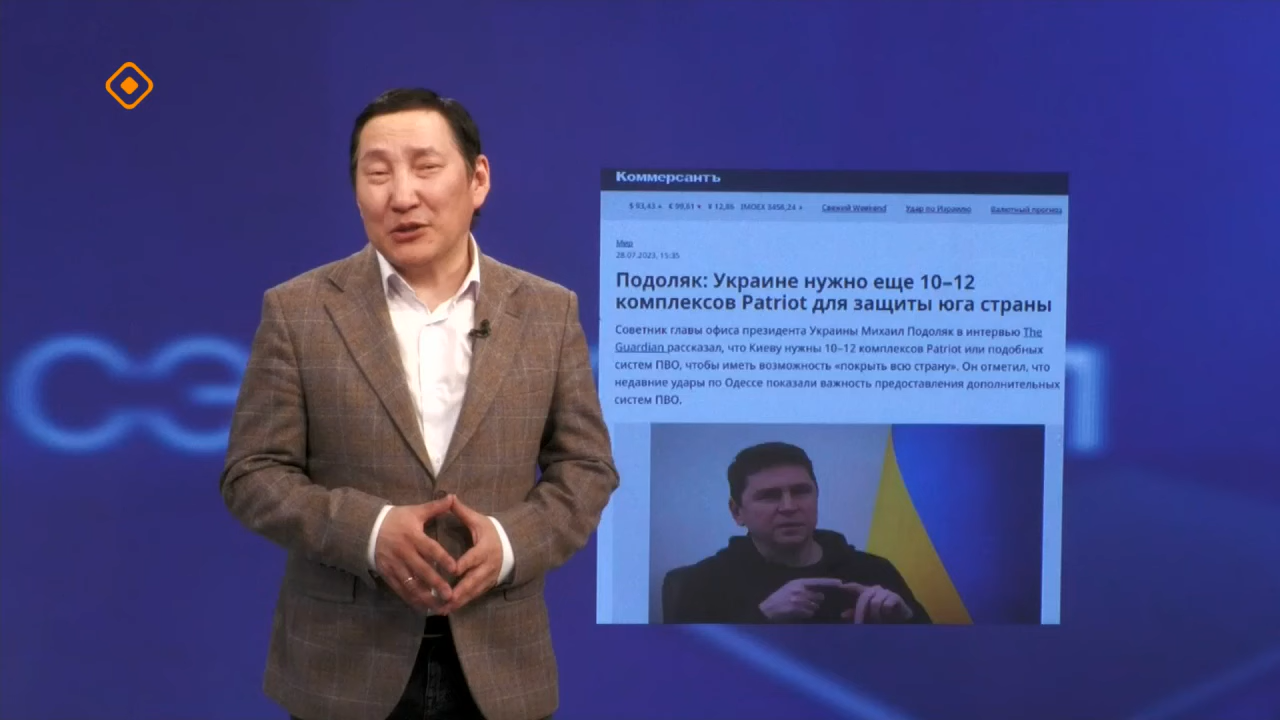 Коммерсантъ
$ 93,43 € 99,61 ¥ 12,86 IMOEX 3458,24 Свежий Weekend Удар по Израилю Валютный прогноз
Мир
28.07.2023, 15:35
Подоляк: Украине нужно еще 10–12
комплексов Patriot для защиты юга страны
Советник главы офиса президента Украины Михаил Подоляк в интервью The
Guardian рассказал, что Киеву нужны 10–12 комплексов Patriot или подобных
систем ПВО, чтобы иметь возможность «покрыть всю страну». Он отметил, что
недавние удары по Одессе показали важность предоставления дополнительных
систем ПВО.